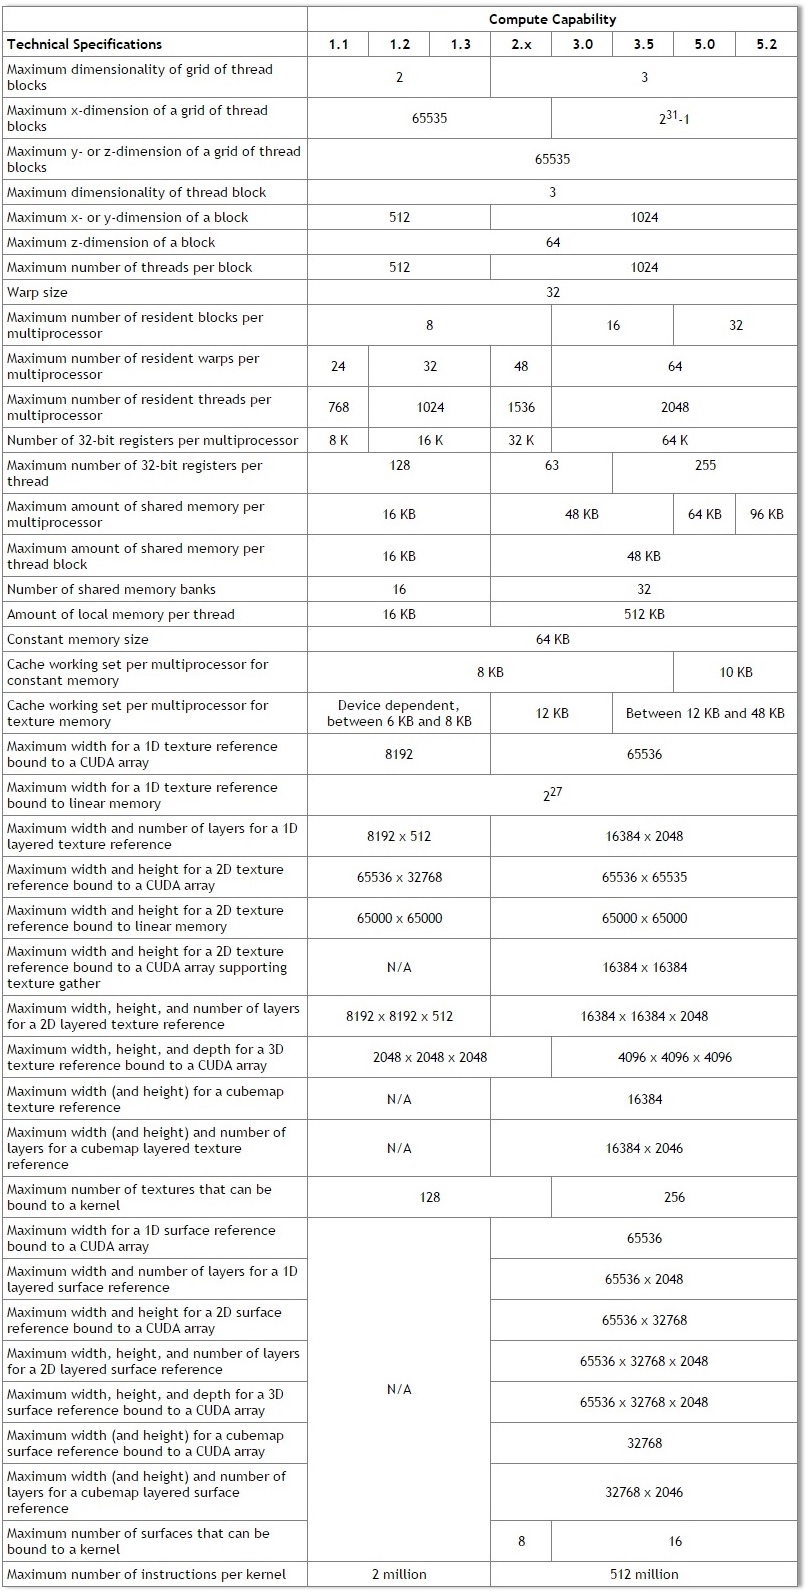 Compute Capability
Technical Specifications 1.1 1.2 1.3 2.x 3.0 3.5 5.0 5.2
Maximum dimensionality of grid of thread
blocks
2 3
Maximum x-dimension of a grid of thread
blocks
65535 2^31-1
Maximum y- or z-dimension of a grid of thread
blocks
65535
Maximum dimensionality of thread block 3
Maximum x- or y-dimension of a block 512 1024
Maximum z-dimension of a block 64
Maximum number of threads per block 512 1024
Warp size 32
Maximum number of resident blocks per
multiprocessor
8 16 32
Maximum number of resident warps per
multiprocessor
24 32 48 64
Maximum number of resident threads per
multiprocessor
768 1024 1536 2048
Number of 32-bit registers per multiprocessor 8 K 16 K 32 K 64 K
Maximum number of 32-bit registers per
thread
128 63 255
Maximum amount of shared memory per
multiprocessor
16 KB 48 KB 64 KB 96 KB
Maximum amount of shared memory per
thread block
16 KB 48 KB
Number of shared memory banks 16 32
Amount of local memory per thread 16 KB 512 KB
Constant memory size 64 KB
Cache working set per multiprocessor for
constant memory
8 KB 10 KB
Cache working set per multiprocessor for
texture memory
Device dependent,
between 6 KB and 8 KB
12 KB Between 12 KB and 48 KB
Maximum width for a 1D texture reference
bound to a CUDA array
8192 65536
Maximum width for a 1D texture reference
bound to linear memory
2^27
Maximum width and number of layers for a 1D
layered texture reference
8192 x 512 16384 x 2048
Maximum width and height for a 2D texture
reference bound to a CUDA array
65536 x 32768 65536 x 65535
Maximum width and height for a 2D texture
reference bound to linear memory
65000 x 65000 65000 x 65000
Maximum width and height for a 2D texture
reference bound to a CUDA array supporting
texture gather
N/A 16384 x 16384
Maximum width, height, and number of layers
for a 2D layered texture reference
8192 x 8192 x 512 16384 x 16384 x 2048
Maximum width, height, and depth for a 3D
texture reference bound to a CUDA array
2048 x 2048 x 2048 4096 x 4096 x 4096
Maximum width (and height) for a cubemap
texture reference
N/A 16384
Maximum width (and height) and number of
layers for a cubemap layered texture
reference
N/A 16384 x 2046
Maximum number of textures that can be
bound to a kernel
128 256
Maximum width for a 1D surface reference
bound to a CUDA array
65536
Maximum width and number of layers for a 1D
layered surface reference
65536 x 2048
Maximum width and height for a 2D surface
reference bound to a CUDA array
65536 x 32768
Maximum width, height, and number of layers
for a 2D layered surface reference
65536 x 32768 x 2048
N/A
Maximum width, height, and depth for a 3D
surface reference bound to a CUDA array
65536 x 32768 x 2048
Maximum width (and height) for a cubemap
surface reference bound to a CUDA array
32768
Maximum width (and height) and number of
layers for a cubemap layered surface
reference
32768 x 2046
Maximum number of surfaces that can be
bound to a kernel
8 16
Maximum number of instructions per kernel 2 million 512 million